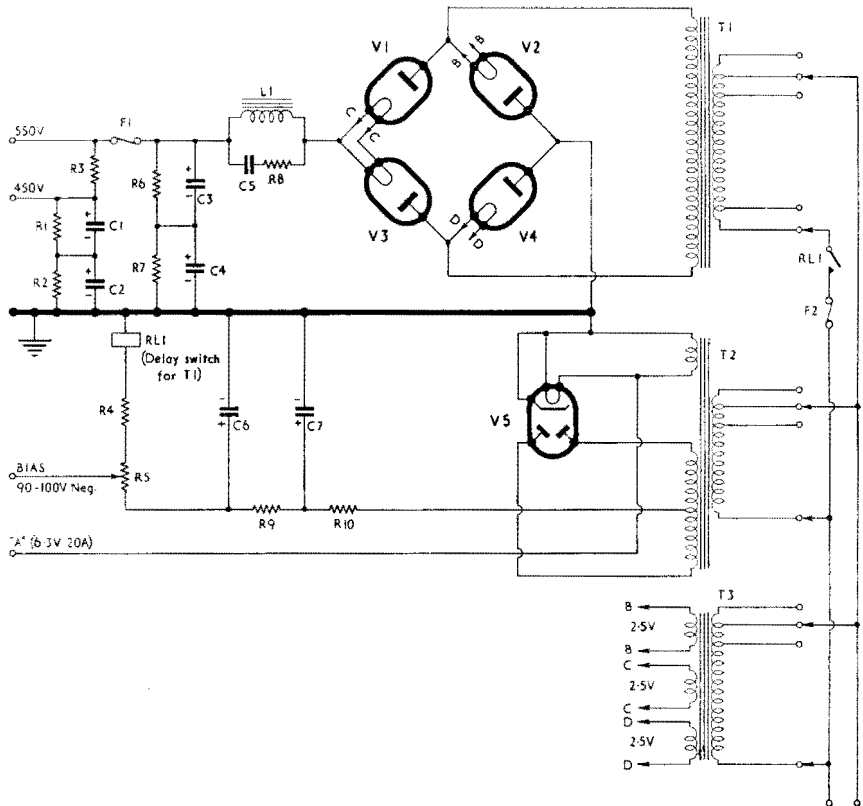 T1
V1
V2
B
B
L1
C
C
F1
550V
R3
C5
R8
R6
C3
450V
D
D
R1
C1
V3
V4
RL1
R7
C4
R2
C2
F2
RL1
(Delay switch
for T1)
T2
V5
R4
C6
C7
BIAS
R5
90-100V Neg.
R9
R10
(6·3V 20A)
T3
B
2·5V
B
C
2·5V
C
D
2·5V
D